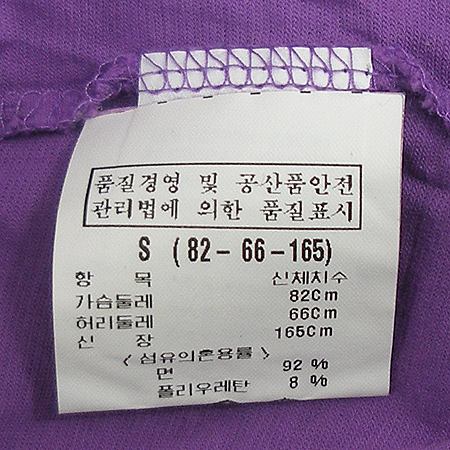 품질경영 및 공산품안전
관리법에 의한 품질표시
S (82-66-165)
항 목 신체치수
가슴둘레 82Cm
허리둘레 66Cm
신 장 165Cm
< 섬유의혼용률 >
면 92 %
폴리우레탄 8 %